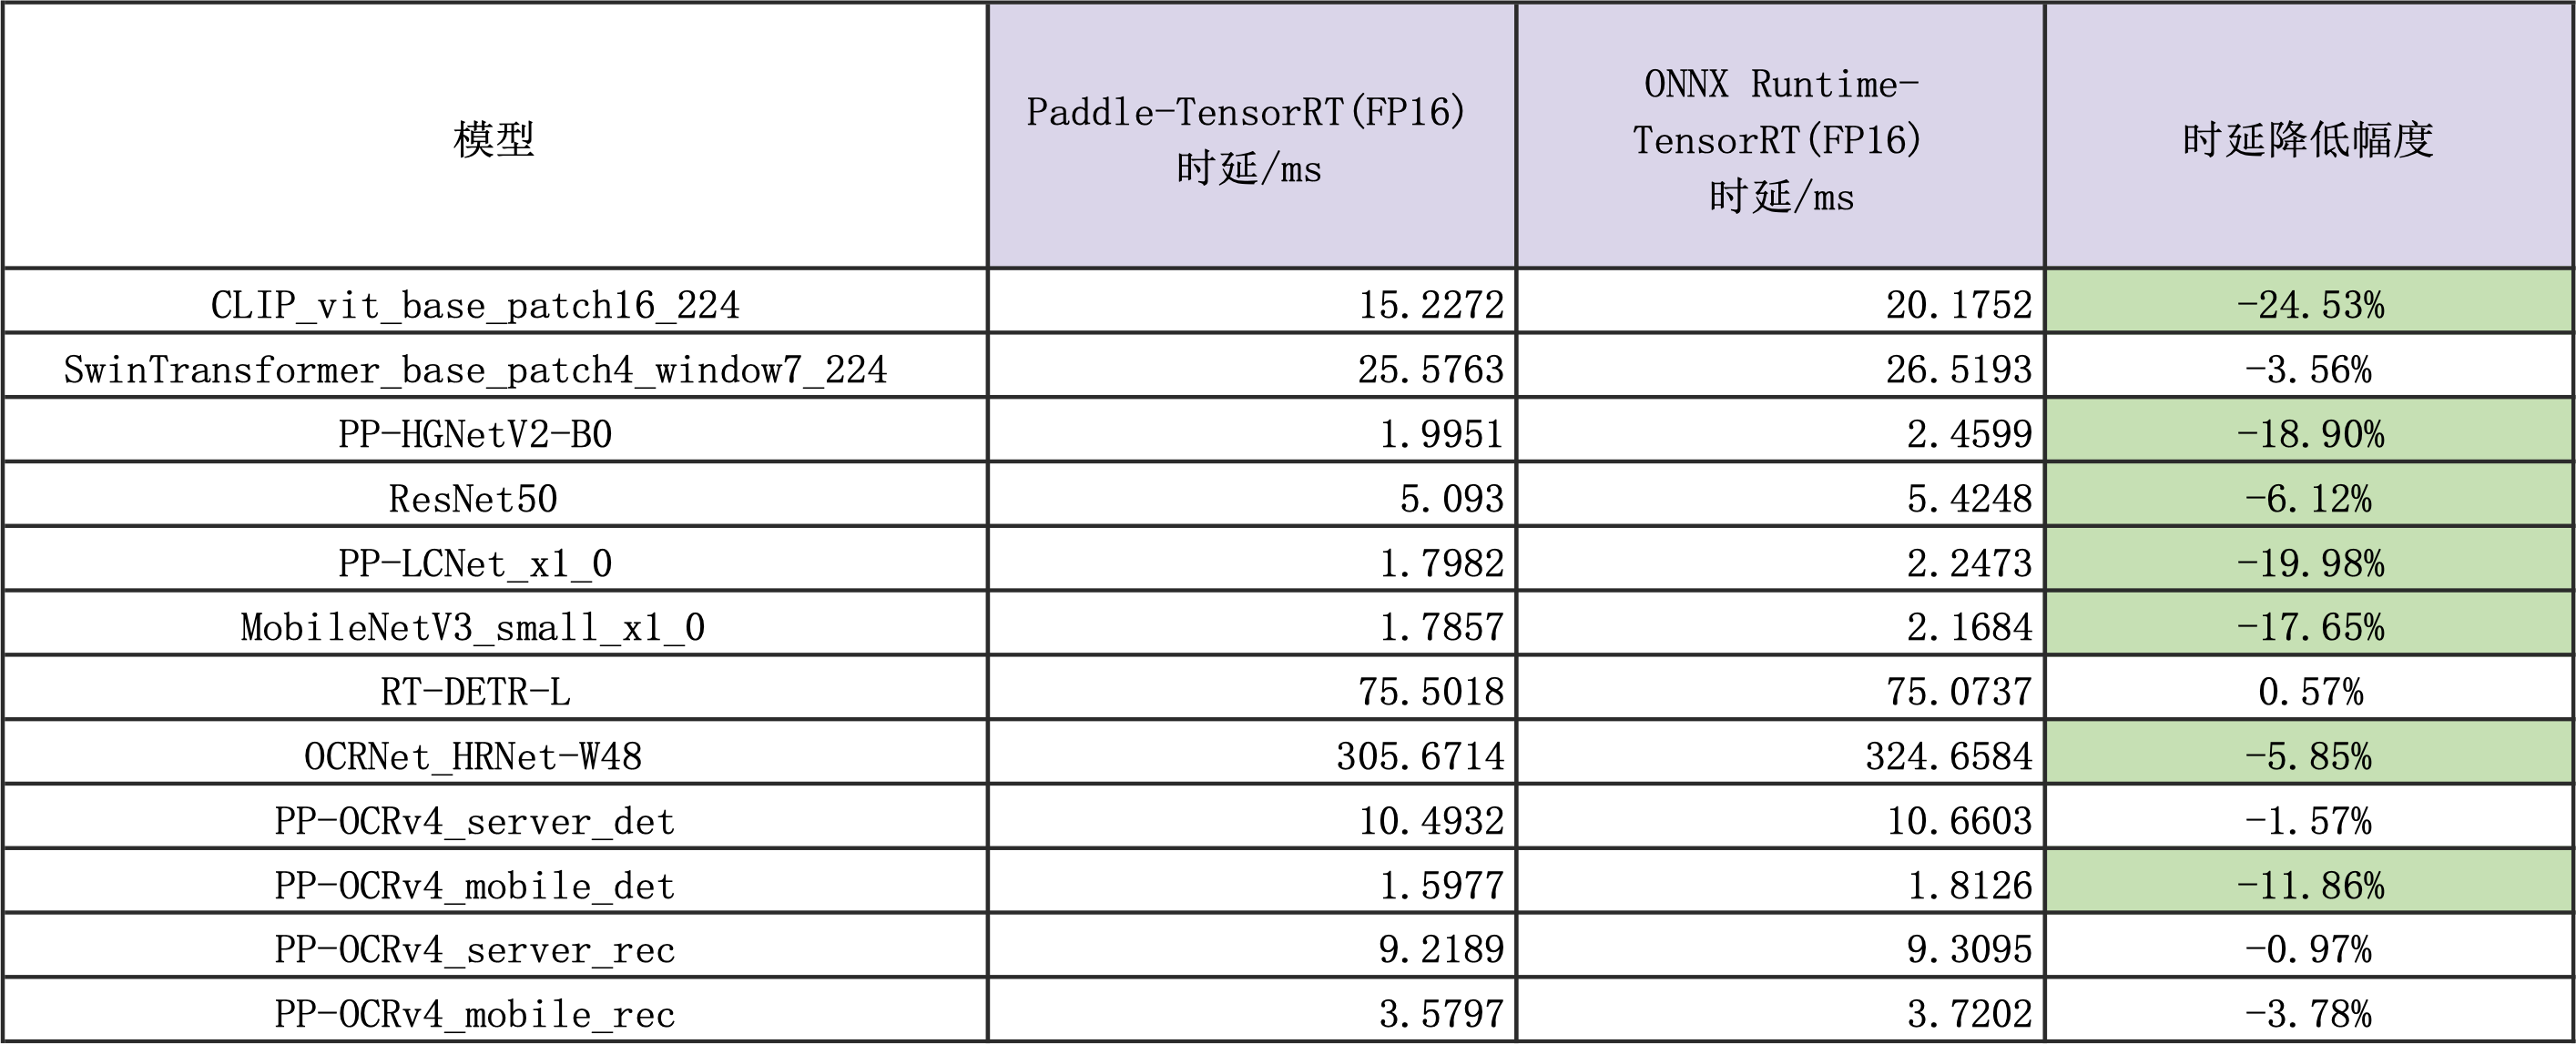 模型
Paddle-TensorRT(FP16)
时延/ms
ONNX Runtime-
TensorRT(FP16)
时延/ms
时延降低幅度
CLIP_vit_base_patch16_224 15.2272 20.1752 -24.53%
SwinTransformer_base_patch4_window7_224 25.5763 26.5193 -3.56%
PP-HGNetV2-B0 1.9951 2.4599 -18.90%
ResNet50 5.093 5.4248 -6.12%
PP-LCNet_x1_0 1.7982 2.2473 -19.98%
MobileNetV3_small_x1_0 1.7857 2.1684 -17.65%
RT-DETR-L 75.5018 75.0737 0.57%
OCRNet_HRNet-W48 305.6714 324.6584 -5.85%
PP-OCRv4_server_det 10.4932 10.6603 -1.57%
PP-OCRv4_mobile_det 1.5977 1.8126 -11.86%
PP-OCRv4_server_rec 9.2189 9.3095 -0.97%
PP-OCRv4_mobile_rec 3.5797 3.7202 -3.78%